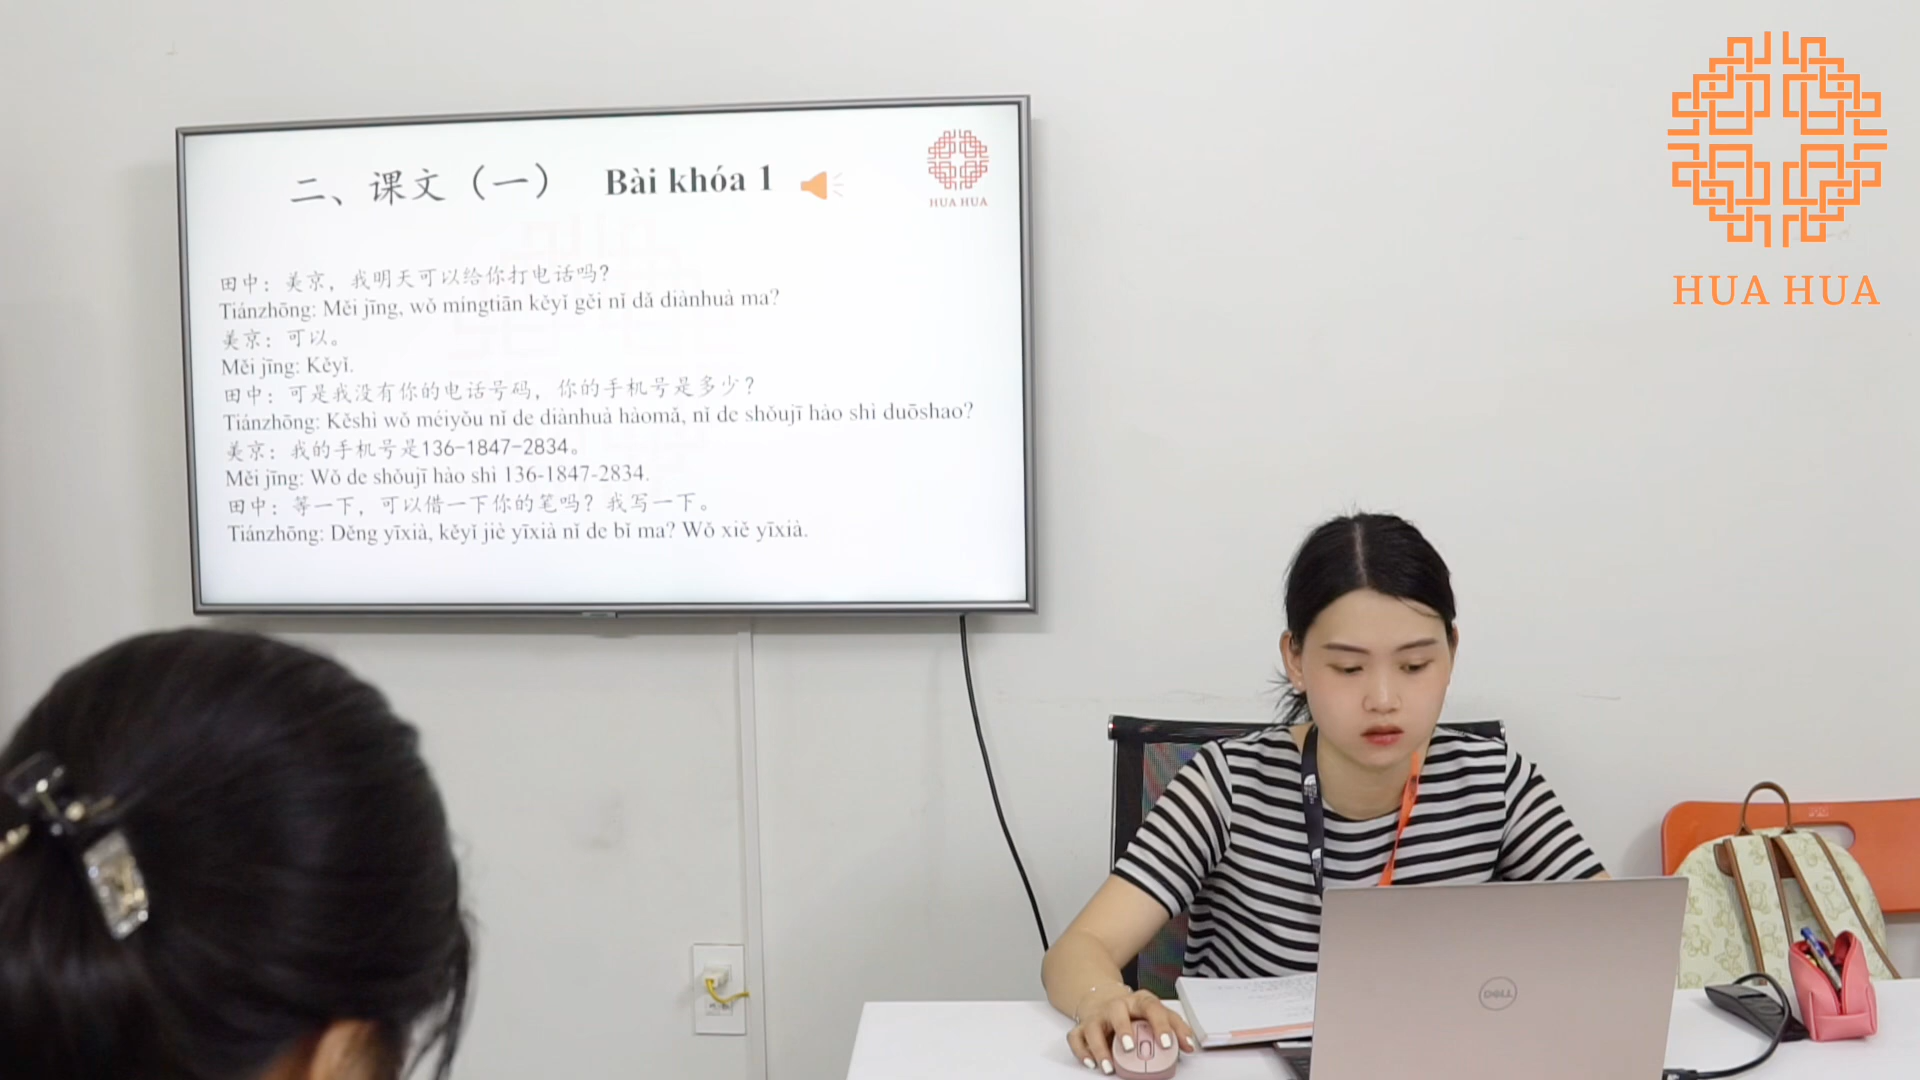 二、课文（一） Bài khóa 1
HUA HUA
田中：美京，我明天可以给你打电话吗？
Tiánzhōng: Měi jīng, wǒ míngtiān kěyǐ gěi nǐ dǎ diànhuà ma?
美京：可以。
Měi jīng: Kěyǐ.
田中：可是我没有你的电话号码，你的手机号是多少？
Tiánzhōng: Kěshì wǒ méiyǒu nǐ de diànhuà hàomǎ, nǐ de shǒujī hào shì duōshao?
美京：我的手机号是136-1847-2834。
Měi jīng: Wǒ de shǒujī hào shì 136-1847-2834.
田中：等一下，可以借一下你的笔吗？我写一下。
Tiánzhōng: Děng yīxià, kěyǐ jiè yīxià nǐ de bǐ ma? Wǒ xiě yīxià.
HUA HUA
DELL